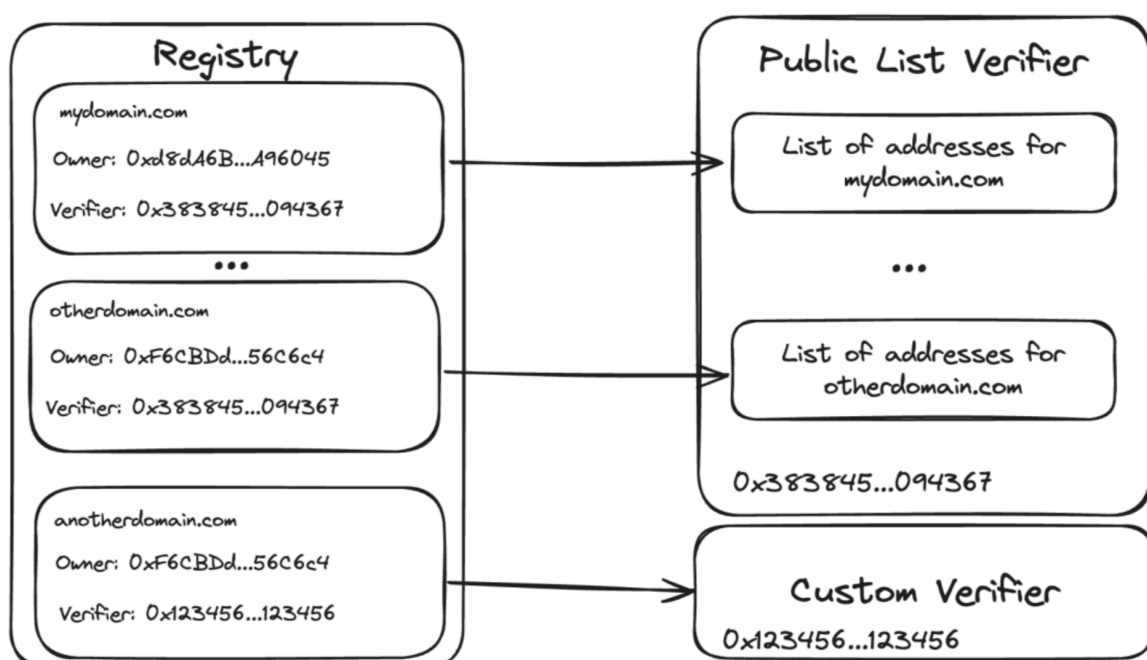 Registry
mydomain.com
Owner: 0xd8dA6B...A96045
Verifier: 0x383845...094367
...
otherdomain.com
Owner: 0xF6CBDd...56C6c4
Verifier: 0x383845...094367
anotherdomain.com
Owner: 0xF6CBDd...56C6c4
Verifier: 0x123456...123456
Public List Verifier
List of addresses for
mydomain.com
...
List of addresses for
otherdomain.com
0x383845...094367
Custom Verifier
0x123456...123456